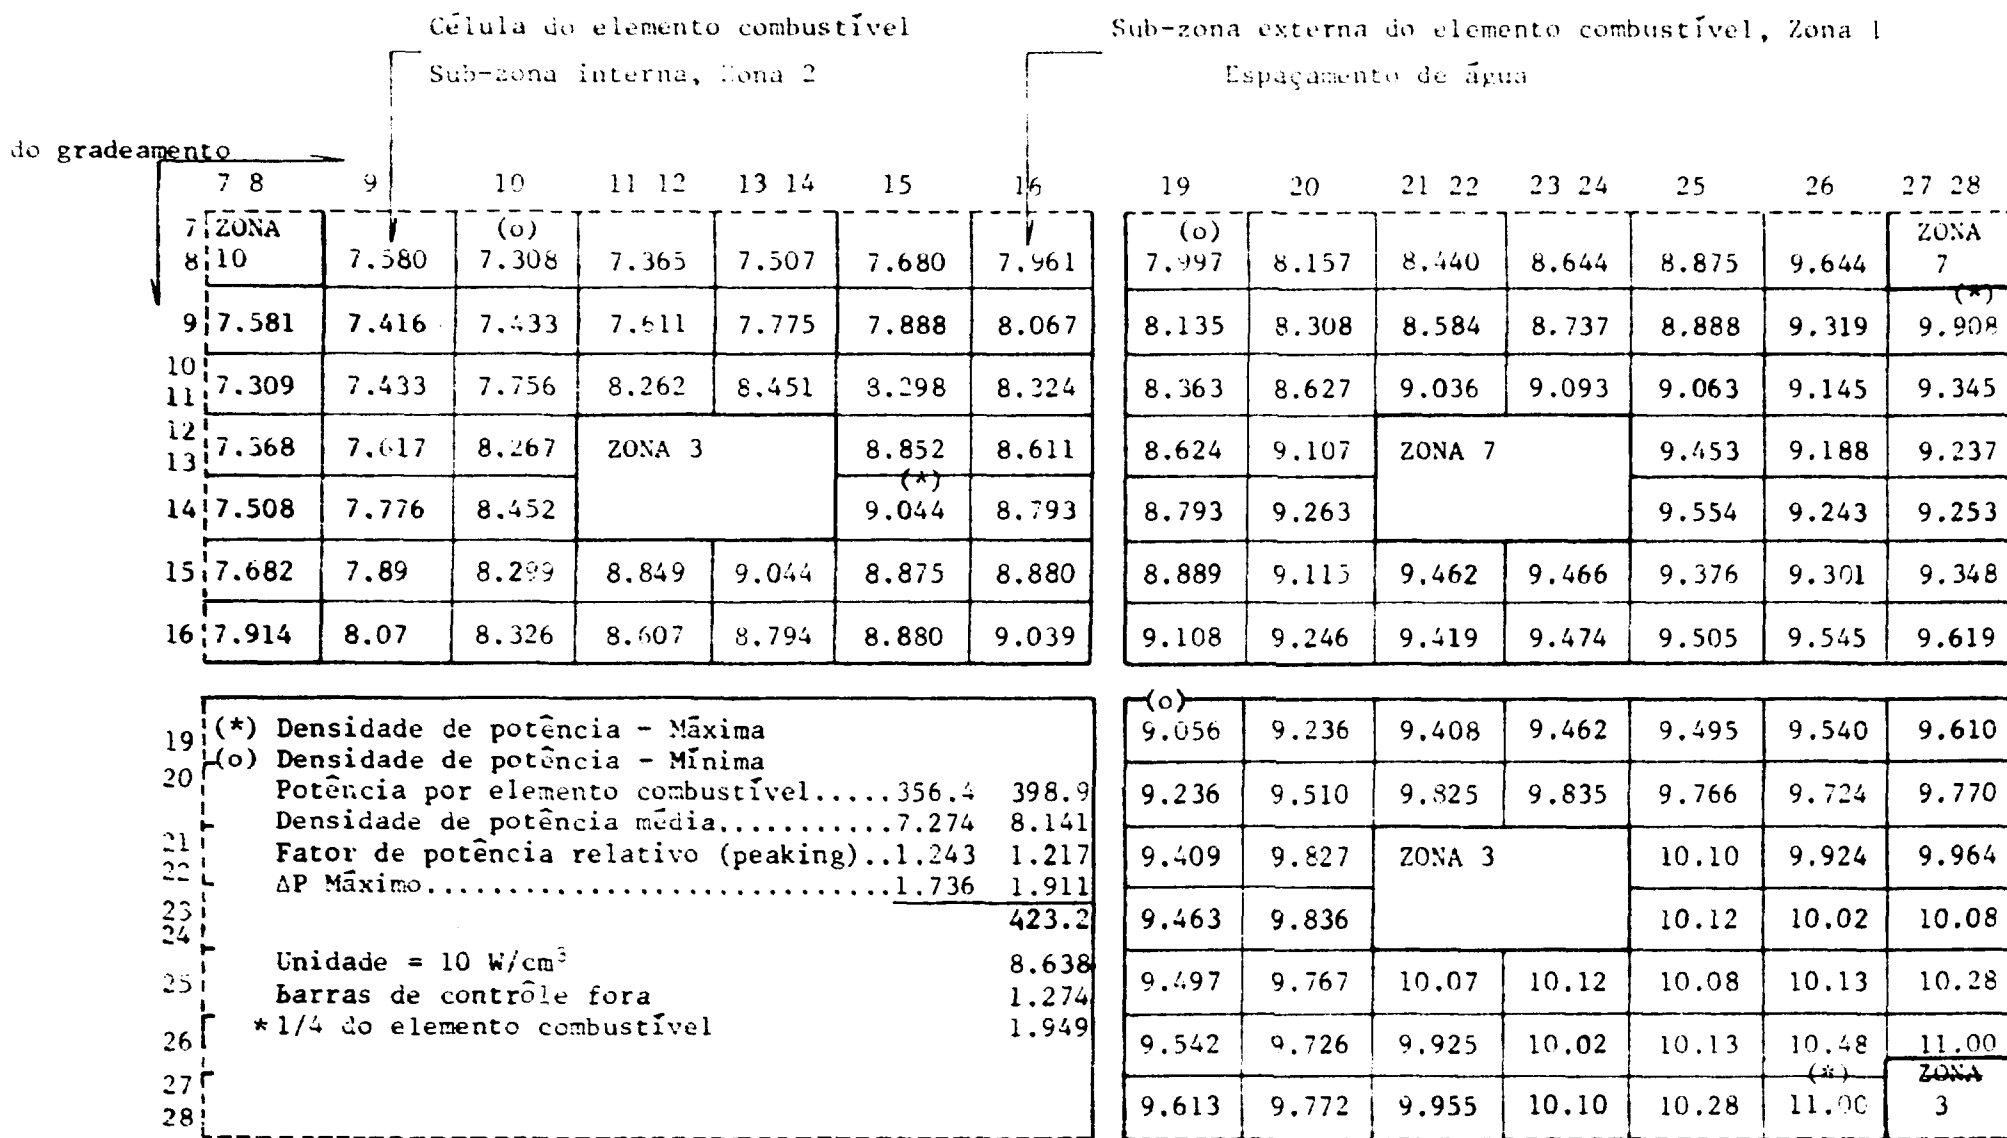 Célula do elemento combustível
Sub-zona externa do elemento combustível, Zona 1
Sub-zona interna, Zona 2
Espaçamento de água
do gradeamento
7 8 9 10 11 12 13 14 15 16 19 20 21 22 23 24 25 26 27 28
7 ZONA (o) (o) ZONA
8 10 7.580 7.308 7.365 7.507 7.680 7.961 7.997 8.157 8.440 8.644 8.875 9.644 7
(*)
9 7.581 7.416 7.433 7.611 7.775 7.888 8.067 8.135 8.308 8.584 8.737 8.888 9.319 9.908
10
11 7.309 7.433 7.756 8.262 8.451 8.298 8.324 8.363 8.627 9.036 9.093 9.063 9.145 9.345
12
13 7.368 7.617 8.267 ZONA 3 8.852 8.611 8.624 9.107 ZONA 7 9.453 9.188 9.237
(*)
14 7.508 7.776 8.452 9.044 8.793 8.793 9.263 9.554 9.243 9.253
15 7.682 7.89 8.299 8.849 9.044 8.875 8.880 8.889 9.115 9.462 9.466 9.376 9.301 9.348
16 7.914 8.07 8.326 8.607 8.794 8.880 9.039 9.108 9.246 9.419 9.474 9.505 9.545 9.619
19
20
21
22
23
24
25
26
27
28
(*) Densidade de potência - Máxima
(o) Densidade de potência - Mínima
Potência por elemento combustível.....356.4 398.9
Densidade de potência média...........7.274 8.141
Fator de potência relativo (peaking)..1.243 1.217
ΔP Máximo.............................1.736 1.911
423.2
Unidade = 10 W/cm³ 8.638
Barras de contrôle fora 1.274
*1/4 do elemento combustível 1.949
(o)
9.056 9.236 9.408 9.462 9.495 9.540 9.610
9.236 9.510 9.825 9.835 9.766 9.724 9.770
9.409 9.827 ZONA 3 10.10 9.924 9.964
9.463 9.836 10.12 10.02 10.08
9.497 9.767 10.07 10.12 10.08 10.13 10.28
9.542 9.726 9.925 10.02 10.13 10.48 11.00
(*) ZONA
9.613 9.772 9.955 10.10 10.28 11.00 3